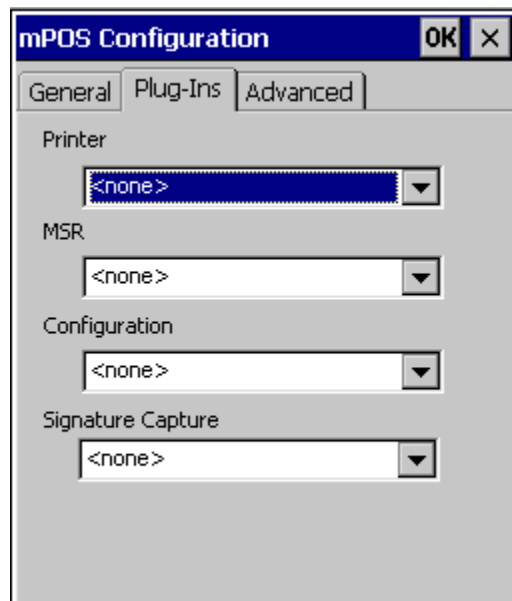 mPOS Configuration OK ×
General Plug-Ins Advanced
Printer
<none>
MSR
<none>
Configuration
<none>
Signature Capture
<none>